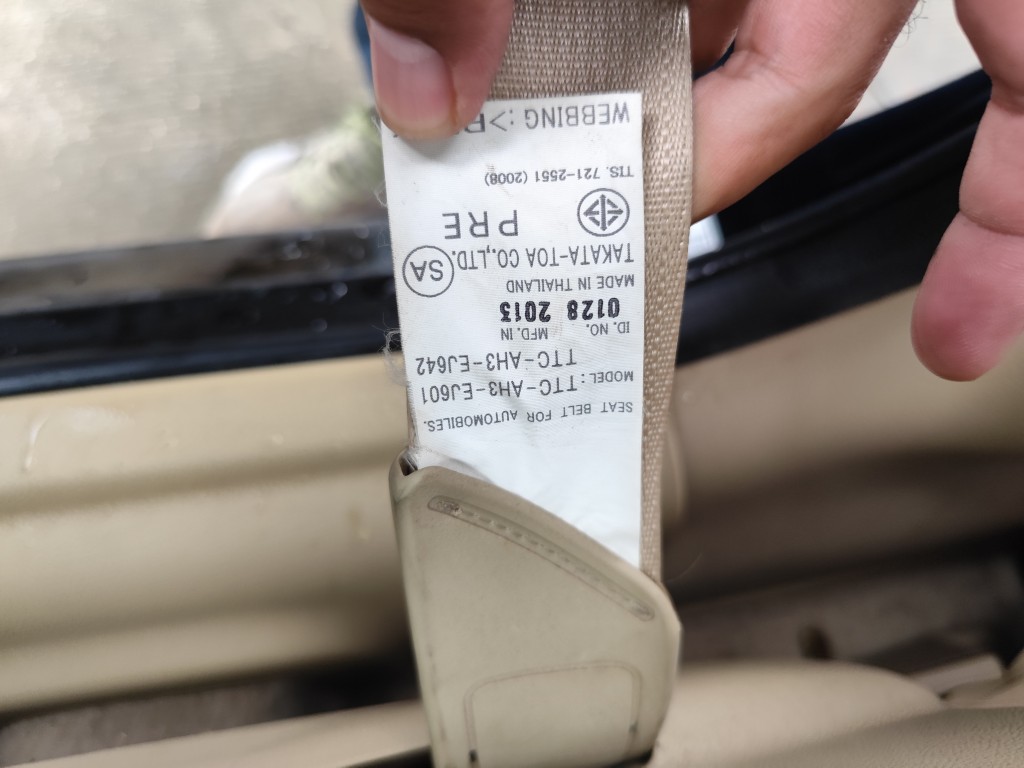 SEAT BELT FOR AUTOMOBILES.
MODEL: TTC-AH3-EJ601
TTC-AH3-EJ642
ID. NO. MFD. IN
0128 2013
MADE IN THAILAND
TAKATA-TOA CO.,LTD. SA
PRE
TIS. 721-2551 (2008)
WEBBING: >P